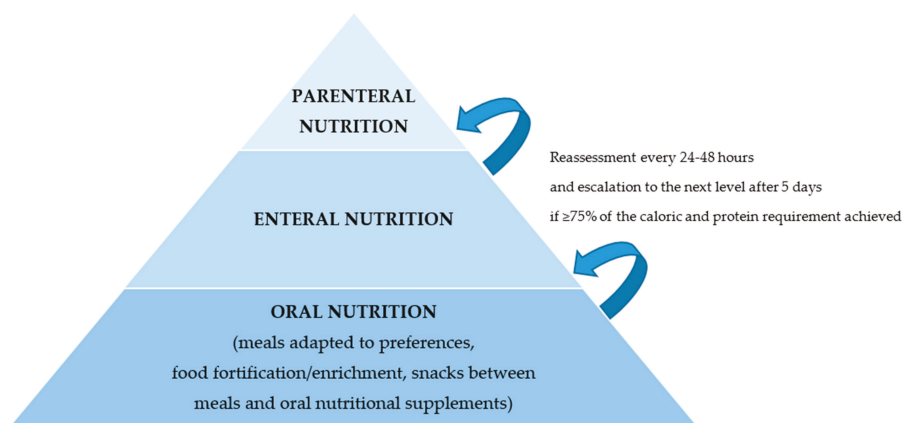 PARENTERAL
NUTRITION
Reassessment every 24-48 hours
and escalation to the next level after 5 days
if ≥75% of the caloric and protein requirement achieved
ENTERAL NUTRITION
ORAL NUTRITION
(meals adapted to preferences,
food fortification/enrichment, snacks between
meals and oral nutritional supplements)